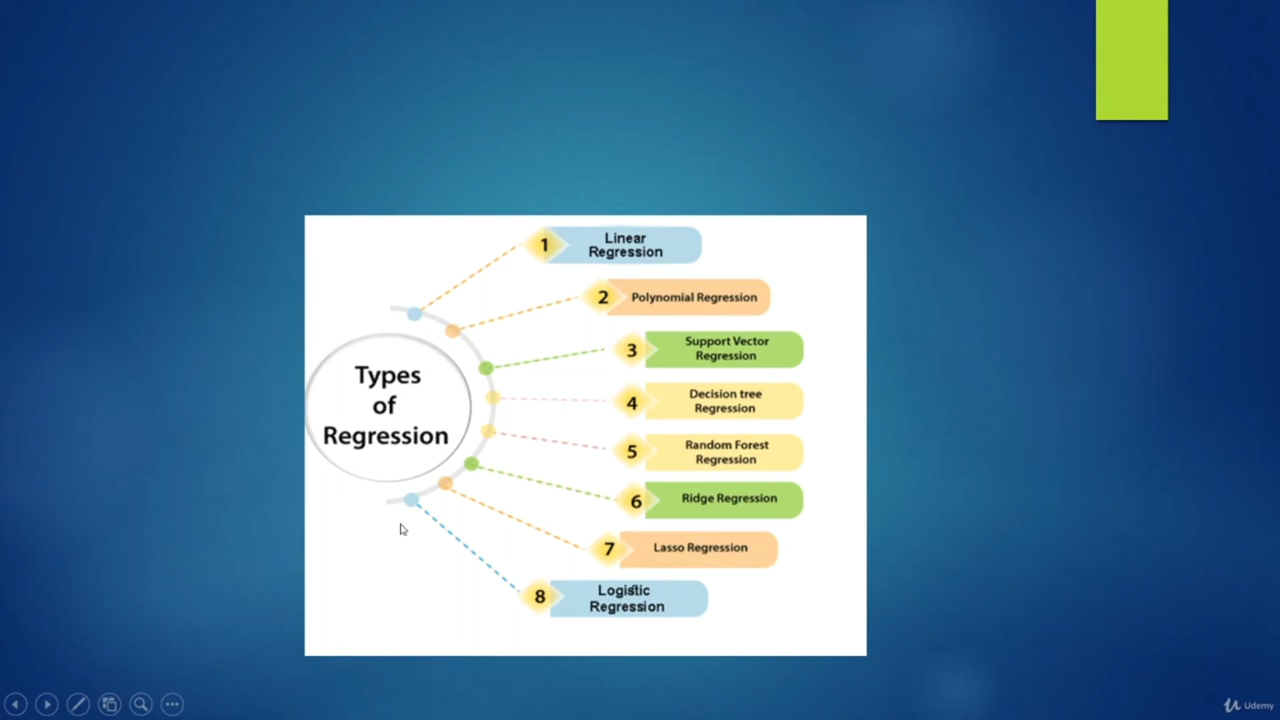 Types
of
Regression
1
Linear
Regression
2
Polynomial Regression
3
Support Vector
Regression
4
Decision tree
Regression
5
Random Forest
Regression
6
Ridge Regression
7
Lasso Regression
8
Logistic
Regression
Udemy